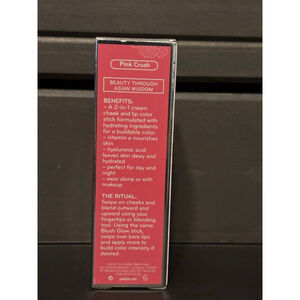 Pink Crush
BEAUTY THROUGH
ASIAN WISDOM
BENEFITS:
– A 2-in-1 cream
cheek and lip color
stick formulated with
hydrating ingredients
for a buildable color
– vitamin e nourishes
skin
– hyaluronic acid
leaves skin dewy and
hydrated
– perfect for day and
night
– wear alone or with
makeup
THE RITUAL:
Swipe on cheeks and
blend outward and
upward using your
fingertips or blending
tool. Using the same
Blush Glow stick,
swipe over bare lips
and apply more to
build color intensity if
desired.